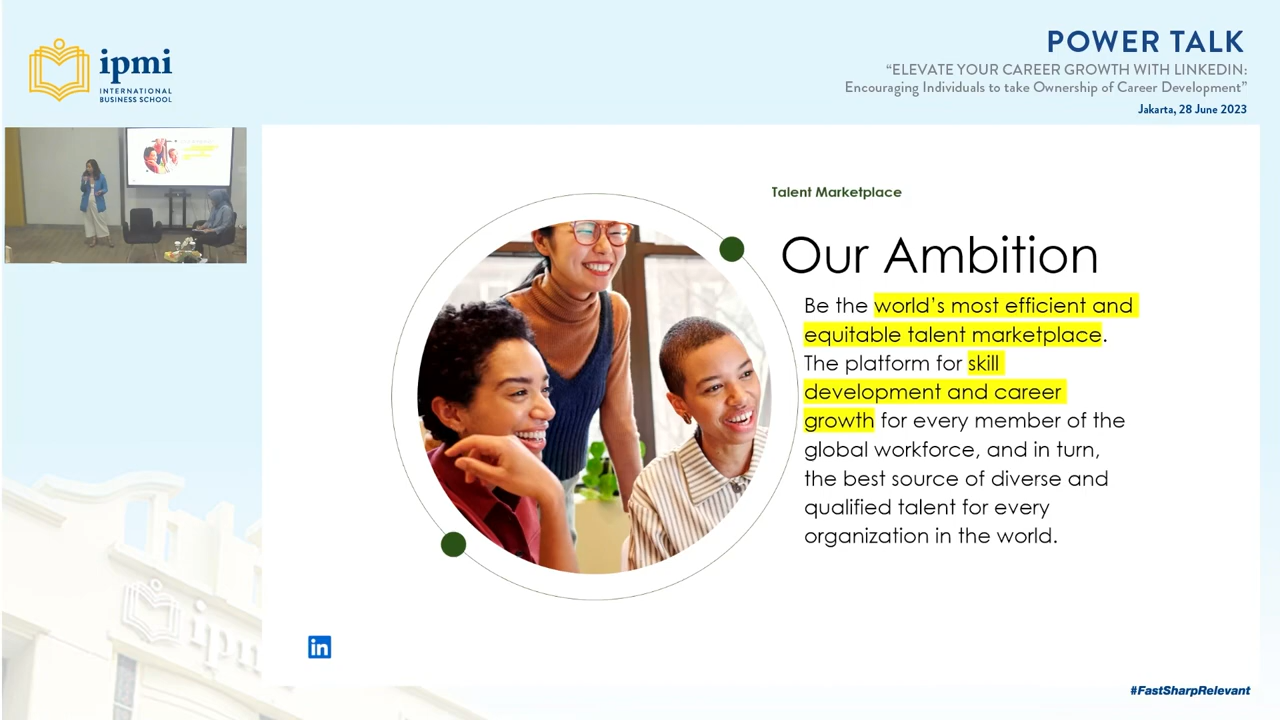 ipmi
INTERNATIONAL
BUSINESS SCHOOL
POWER TALK
“ELEVATE YOUR CAREER GROWTH WITH LINKEDIN:
Encouraging Individuals to take Ownership of Career Development”
Jakarta, 28 June 2023
Talent Marketplace
Our Ambition
Be the world’s most efficient and
equitable talent marketplace.
The platform for skill
development and career
growth for every member of the
global workforce, and in turn,
the best source of diverse and
qualified talent for every
organization in the world.
ipmi
in
#FastSharpRelevant